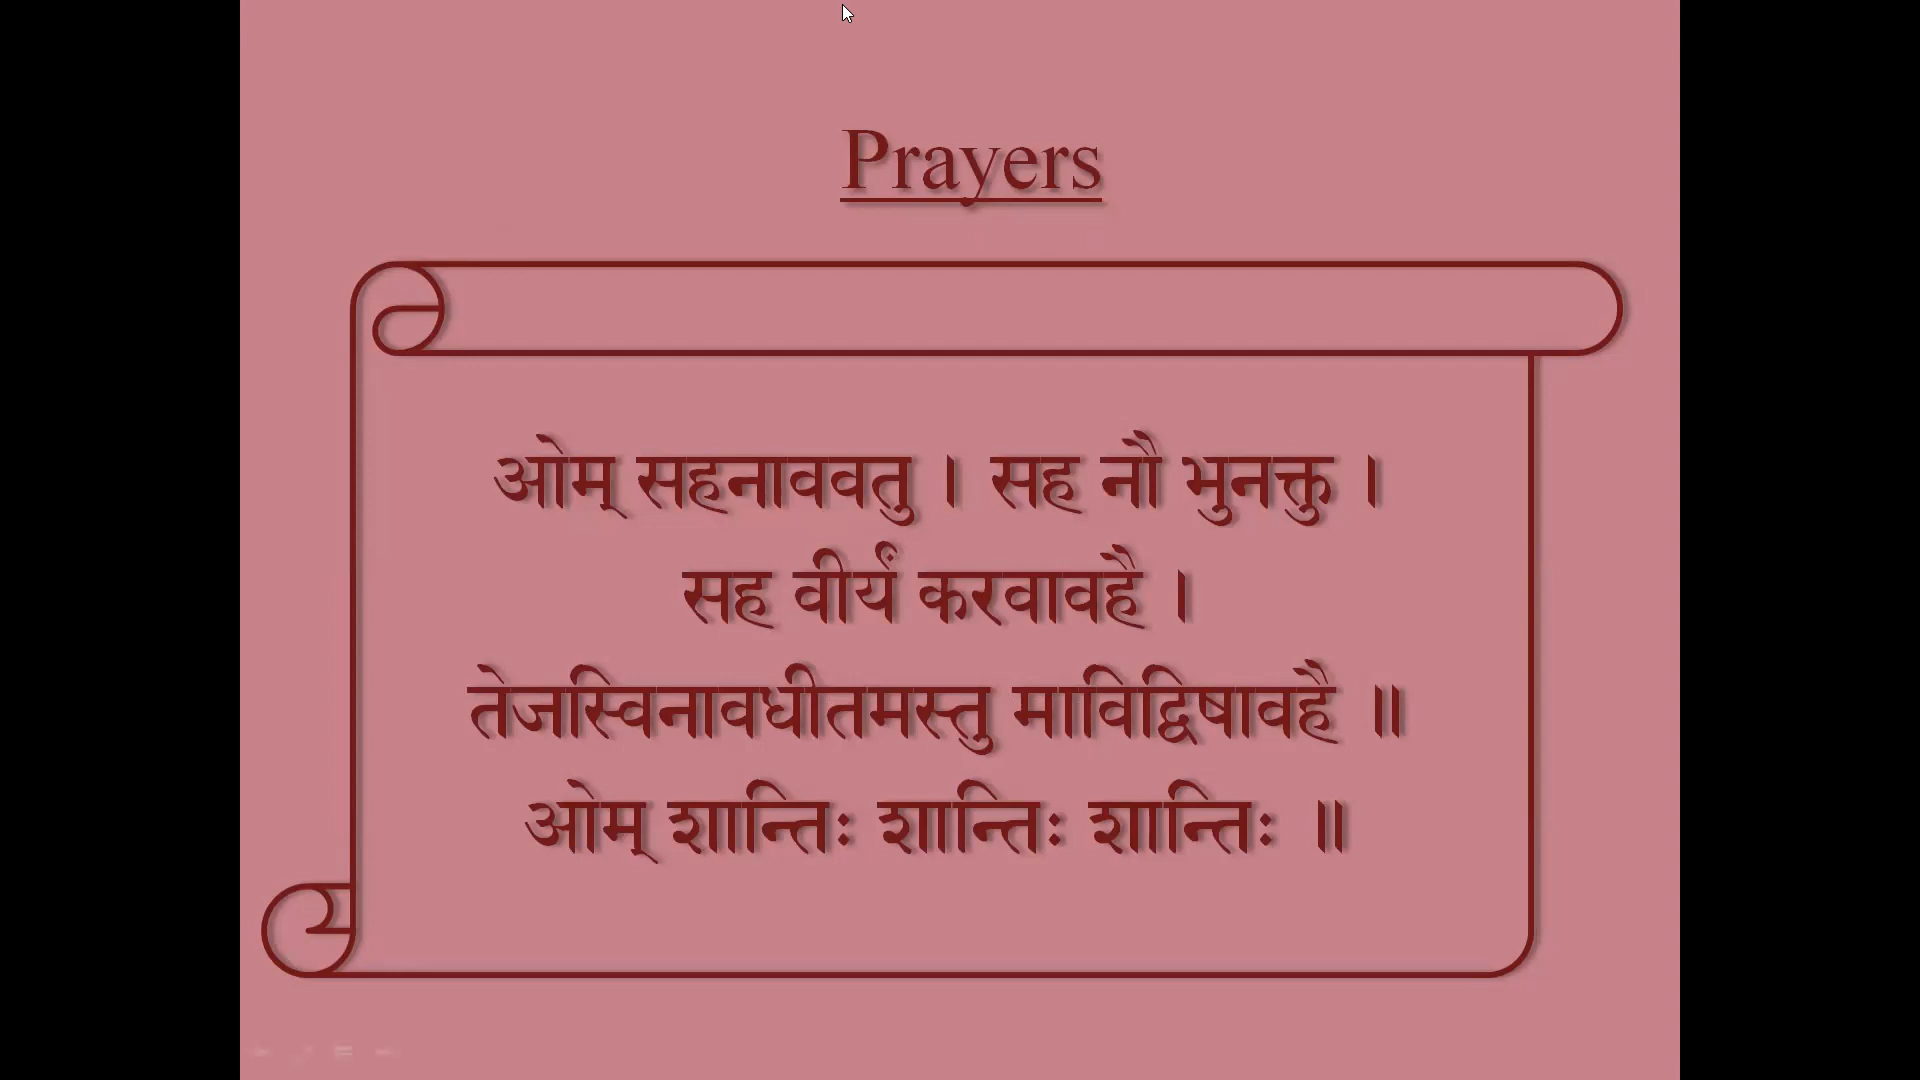 Prayers
ओम् सहनाववतु । सह नौ भुनक्तु ।
सह वीर्यं करवावहै ।
तेजस्विनावधीतमस्तु माविद्विषावहै ॥
ओम् शान्तिः शान्तिः शान्तिः ॥